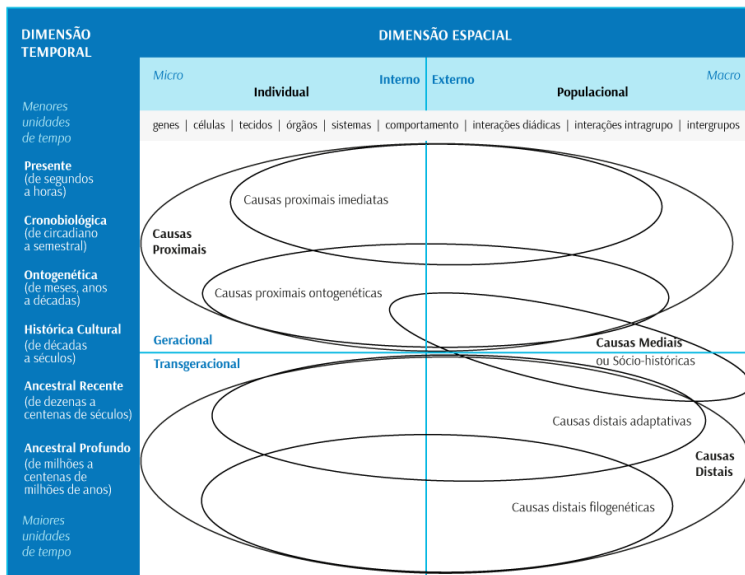 DIMENSÃO
TEMPORAL
DIMENSÃO ESPACIAL
Micro
Interno
Externo
Macro
Individual
Populacional
Menores
unidades
de tempo
genes | células | tecidos | órgãos | sistemas | comportamento | interações diádicas | interações intragrupo | intergrupos
Presente
(de segundos
a horas)
Causas proximais imediatas
Cronobiológica
(de circadiano
a semestral)
Causas
Proximais
Ontogenética
(de meses, anos
a décadas)
Causas proximais ontogenéticas
Histórica Cultural
(de décadas
a séculos)
Geracional
Causas Mediais
ou Sócio-históricas
Transgeracional
Ancestral Recente
(de dezenas a
centenas de séculos)
Causas distais adaptativas
Ancestral Profundo
(de milhões a
centenas de
milhões de anos)
Causas
Distais
Causas distais filogenéticas
Maiores
unidades
de tempo